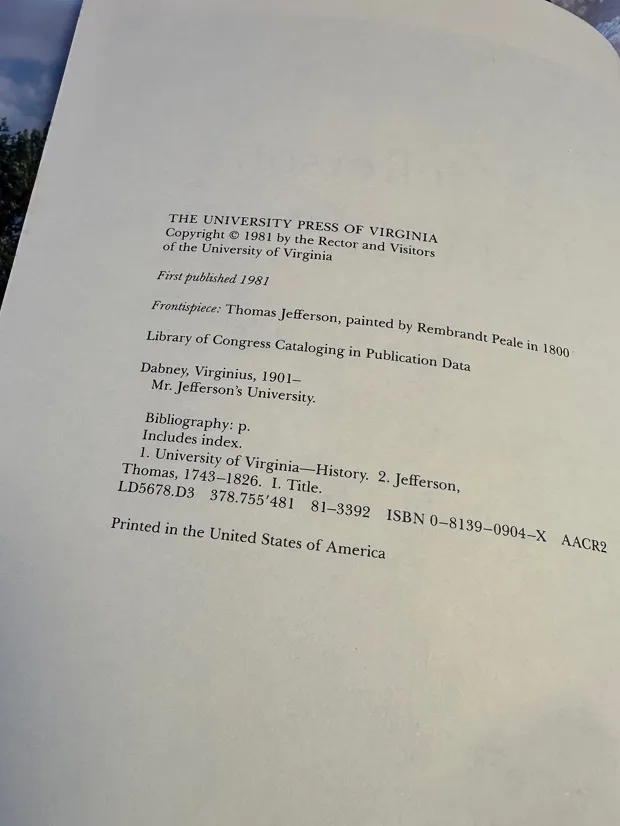 THE UNIVERSITY PRESS OF VIRGINIA
Copyright © 1981 by the Rector and Visitors
of the University of Virginia
First published 1981
Frontispiece: Thomas Jefferson, painted by Rembrandt Peale in 1800
Library of Congress Cataloging in Publication Data
Dabney, Virginius, 1901–
Mr. Jefferson's University.
Bibliography: p.
Includes index.
1. University of Virginia—History. 2. Jefferson,
Thomas, 1743–1826. I. Title.
LD5678.D3 378.755′481 81–3392 ISBN 0–8139–0904–X AACR2
Printed in the United States of America